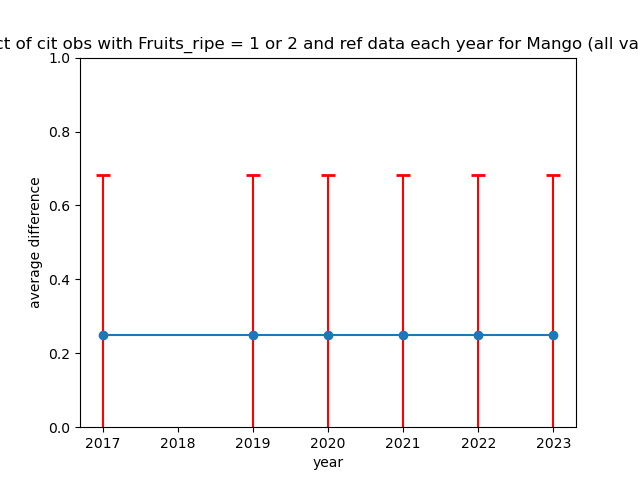 ct of cit obs with Fruits_ripe = 1 or 2 and ref data each year for Mango (all va
1.0
0.8
0.6
0.4
0.2
0.0
average difference
2017 2018 2019 2020 2021 2022 2023
year